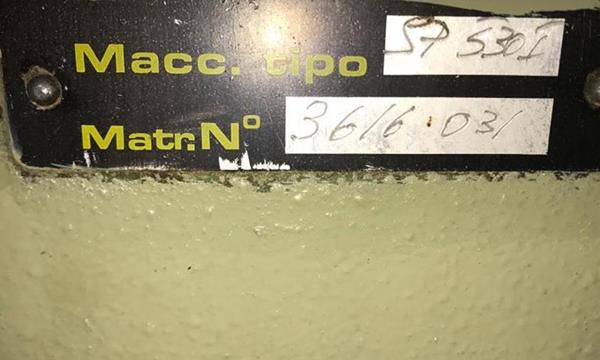 Macc. tipo SP 530I
Matr. N° 3616·031